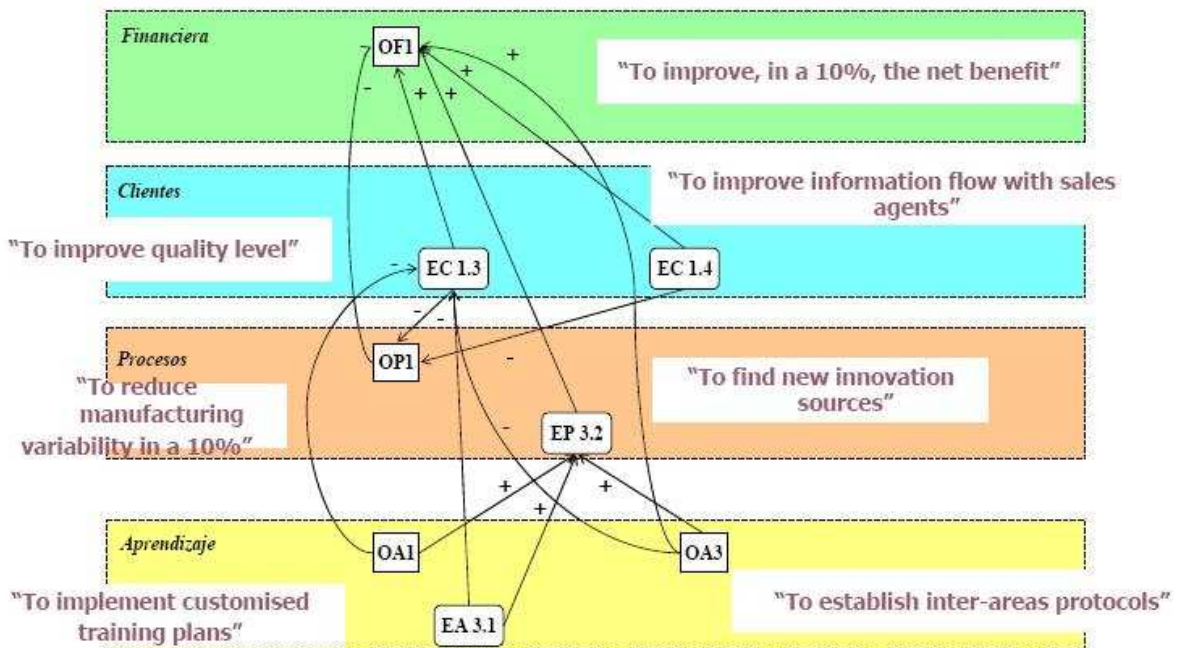 Financiera
OF1
+
+
-
-
+
+
+
“To improve, in a 10%, the net benefit”
Clientes
“To improve information flow with sales
agents”
“To improve quality level”
-
EC 1.3
EC 1.4
-
-
Procesos
OP1
-
“To reduce
manufacturing
variability in a 10%”
“To find new innovation
sources”
-
EP 3.2
+
+
+
Aprendizaje
OA1
OA3
“To implement customised
training plans”
EA 3.1
“To establish inter-areas protocols”